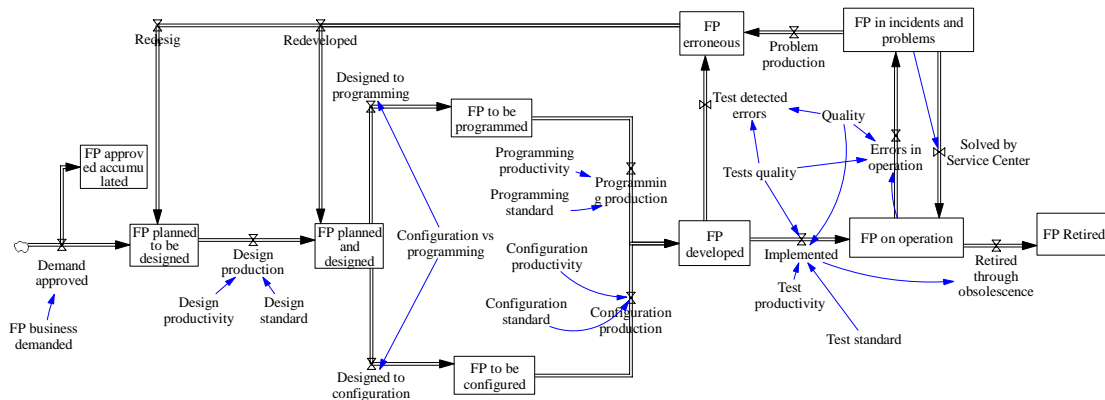 FP
erroneous
FP in incidents and
problems
Redesig
Redeveloped
Problem
production
Designed to
programming
FP to be
programmed
Test detected
errors
Quality
FP approv
ed accumu
lated
Errors in
operation
Solved by
Service Center
Programming
productivity
Programmin
g production
Tests quality
Programming
standard
FP planned
to be
designed
FP planned
and
designed
Configuration vs
programming
FP
developed
FP on operation
FP Retired
Demand
approved
Design
production
Configuration
productivity
Implemented
Retired
through
obsolescence
Design
productivity
Design
standard
Test
productivity
Configuration
standard
Configuration
production
FP business
demanded
Test standard
Designed to
configuration
FP to be
configured